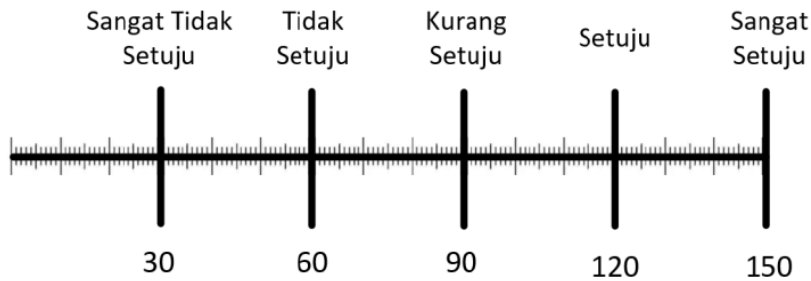 Sangat Tidak
Setuju
Tidak
Setuju
Kurang
Setuju
Setuju
Sangat
Setuju
30
60
90
120
150